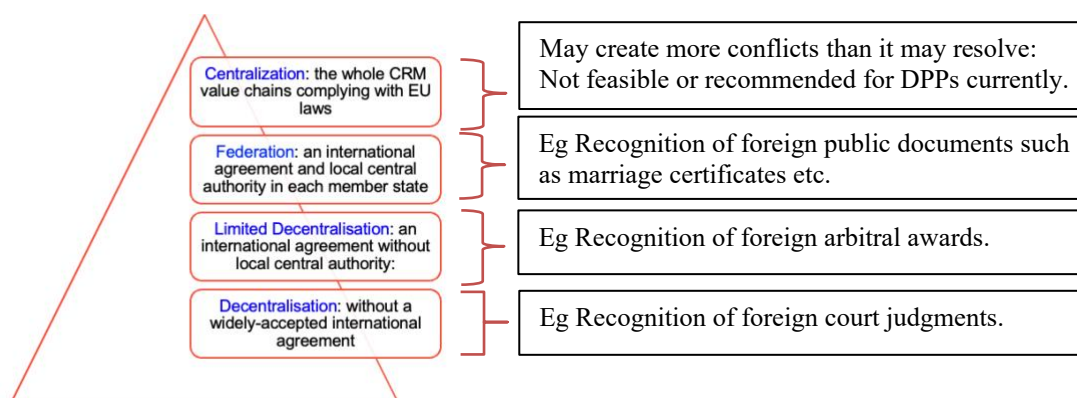 Centralization: the whole CRM
value chains complying with EU
laws
May create more conflicts than it may resolve:
Not feasible or recommended for DPPs currently.
Federation: an international
agreement and local central
authority in each member state
Eg Recognition of foreign public documents such
as marriage certificates etc.
Limited Decentralisation: an
international agreement without
local central authority:
Eg Recognition of foreign arbitral awards.
Decentralisation: without a
widely-accepted international
agreement
Eg Recognition of foreign court judgments.